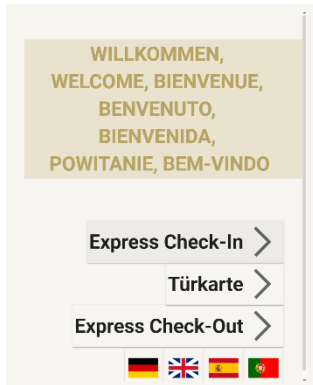 WILLKOMMEN,
WELCOME, BIENVENUE,
BENVENUTO,
BIENVENIDA,
POWITANIE, BEM-VINDO
Express Check-In
Türkarte
Express Check-Out